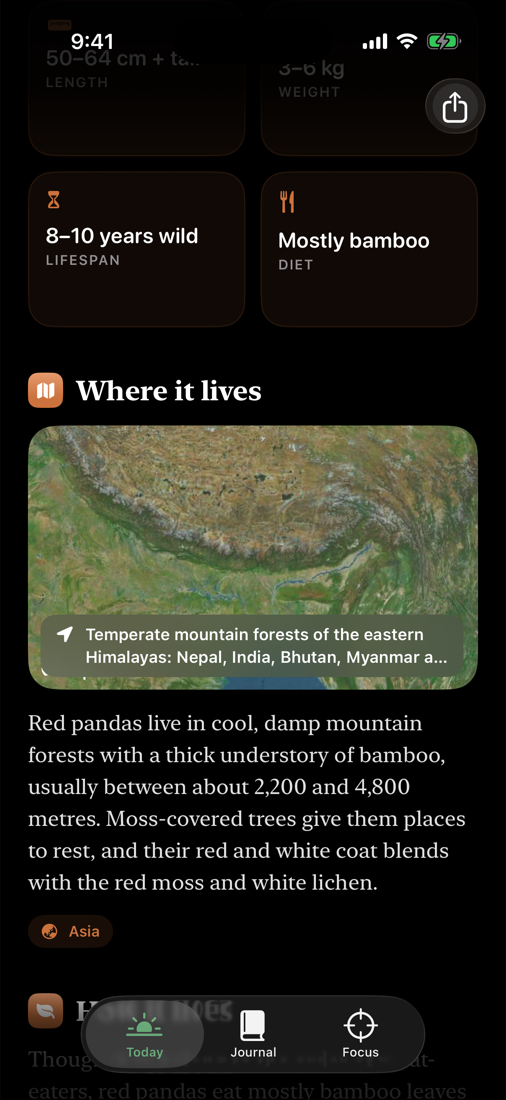 9:41
50–64 cm + ta...
LENGTH
3–6 kg
WEIGHT
8–10 years wild
LIFESPAN
Mostly bamboo
DIET
Where it lives
Temperate mountain forests of the eastern
Himalayas: Nepal, India, Bhutan, Myanmar a...
Red pandas live in cool, damp mountain
forests with a thick understory of bamboo,
usually between about 2,200 and 4,800
metres. Moss-covered trees give them places
to rest, and their red and white coat blends
with the red moss and white lichen.
Asia
Today
Journal
Focus
eaters, red pandas eat mostly bamboo leaves